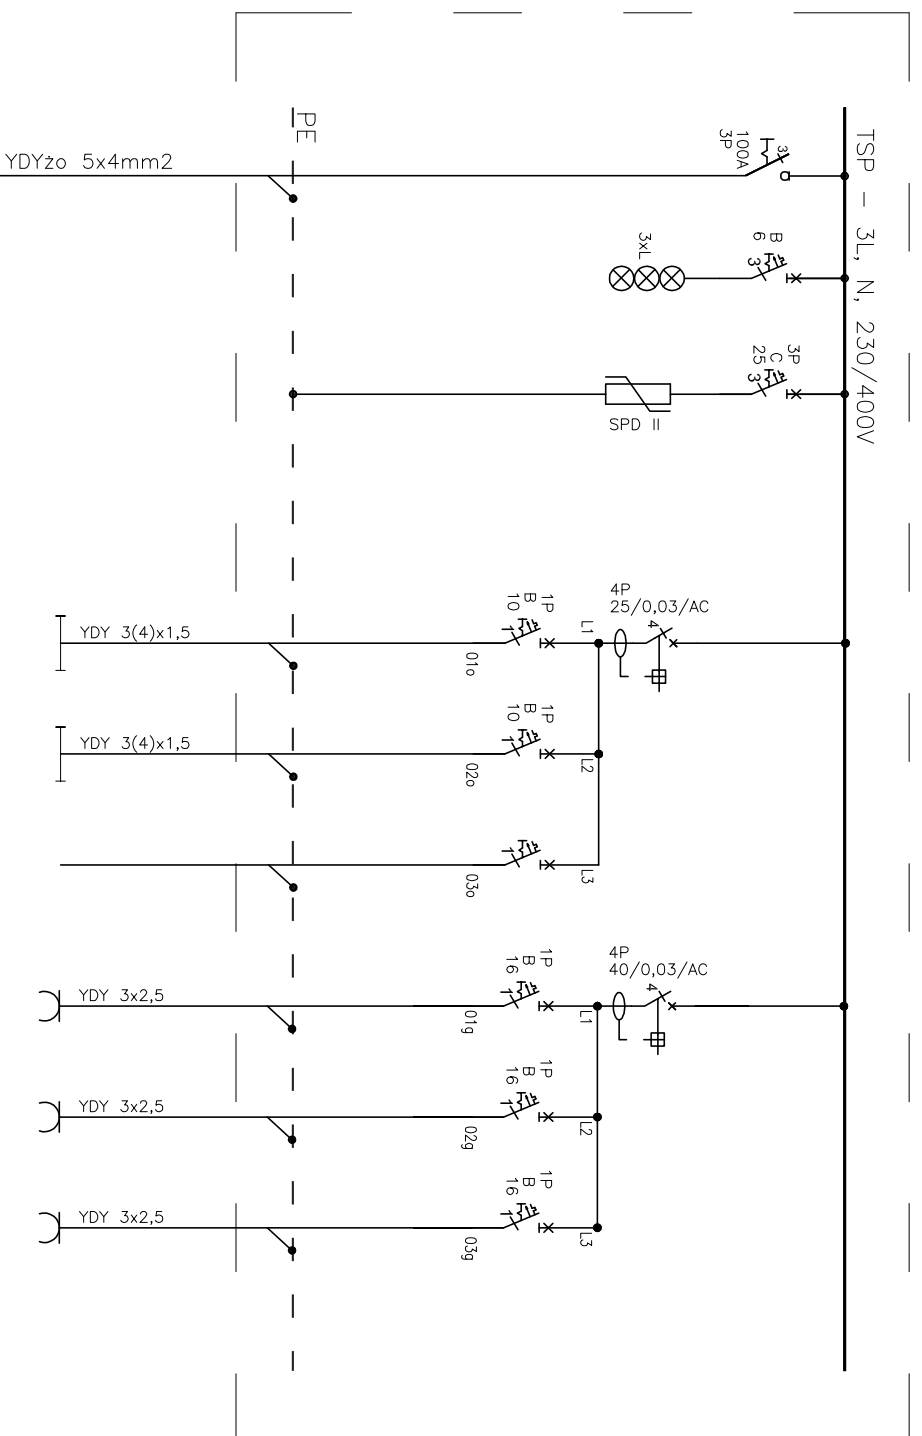 TSP - 3L, N, 230/400V
PE
YDYżo 5x4mm2
3
100A
3P
3xL
B
6
3
3P
C
25
3
SPD II
4P
25/0,03/AC
4
L1
1P
B
10
1
01o
YDY 3(4)x1,5
L2
1P
B
10
1
02o
YDY 3(4)x1,5
L3
1
03o
4P
40/0,03/AC
4
L1
1P
B
16
1
01g
YDY 3x2,5
L2
1P
B
16
1
02g
YDY 3x2,5
L3
1P
B
16
1
03g
YDY 3x2,5